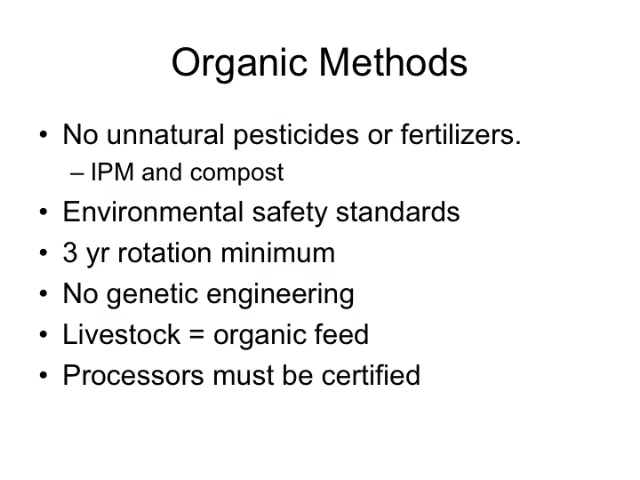 Organic Methods
• No unnatural pesticides or fertilizers.
– IPM and compost
• Environmental safety standards
• 3 yr rotation minimum
• No genetic engineering
• Livestock = organic feed
• Processors must be certified